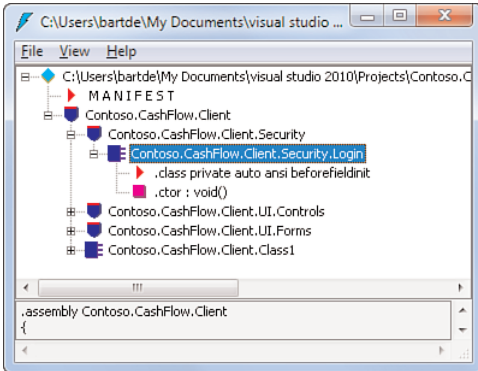 C:\Users\bartde\My Documents\visual studio ...
File View Help
C:\Users\bartde\My Documents\visual studio 2010\Projects\Contoso.C
MANIFEST
Contoso.CashFlow.Client
Contoso.CashFlow.Client.Security
Contoso.CashFlow.Client.Security.Login
.class private auto ansi beforefieldinit
.ctor : void()
Contoso.CashFlow.Client.UI.Controls
Contoso.CashFlow.Client.UI.Forms
Contoso.CashFlow.Client.Class1
.assembly Contoso.CashFlow.Client
{